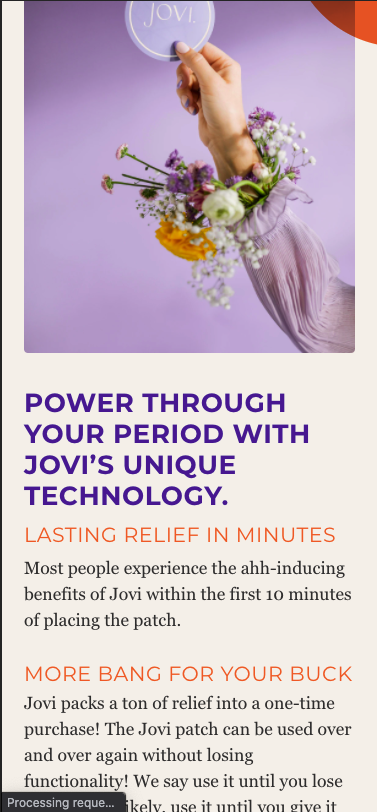 JOVI.
POWER THROUGH
YOUR PERIOD WITH
JOVI’S UNIQUE
TECHNOLOGY.
LASTING RELIEF IN MINUTES
Most people experience the ahh-inducing
benefits of Jovi within the first 10 minutes
of placing the patch.
MORE BANG FOR YOUR BUCK
Jovi packs a ton of relief into a one-time
purchase! The Jovi patch can be used over
and over again without losing
functionality! We say use it until you lose
likely, use it until you give it
Processing reque...